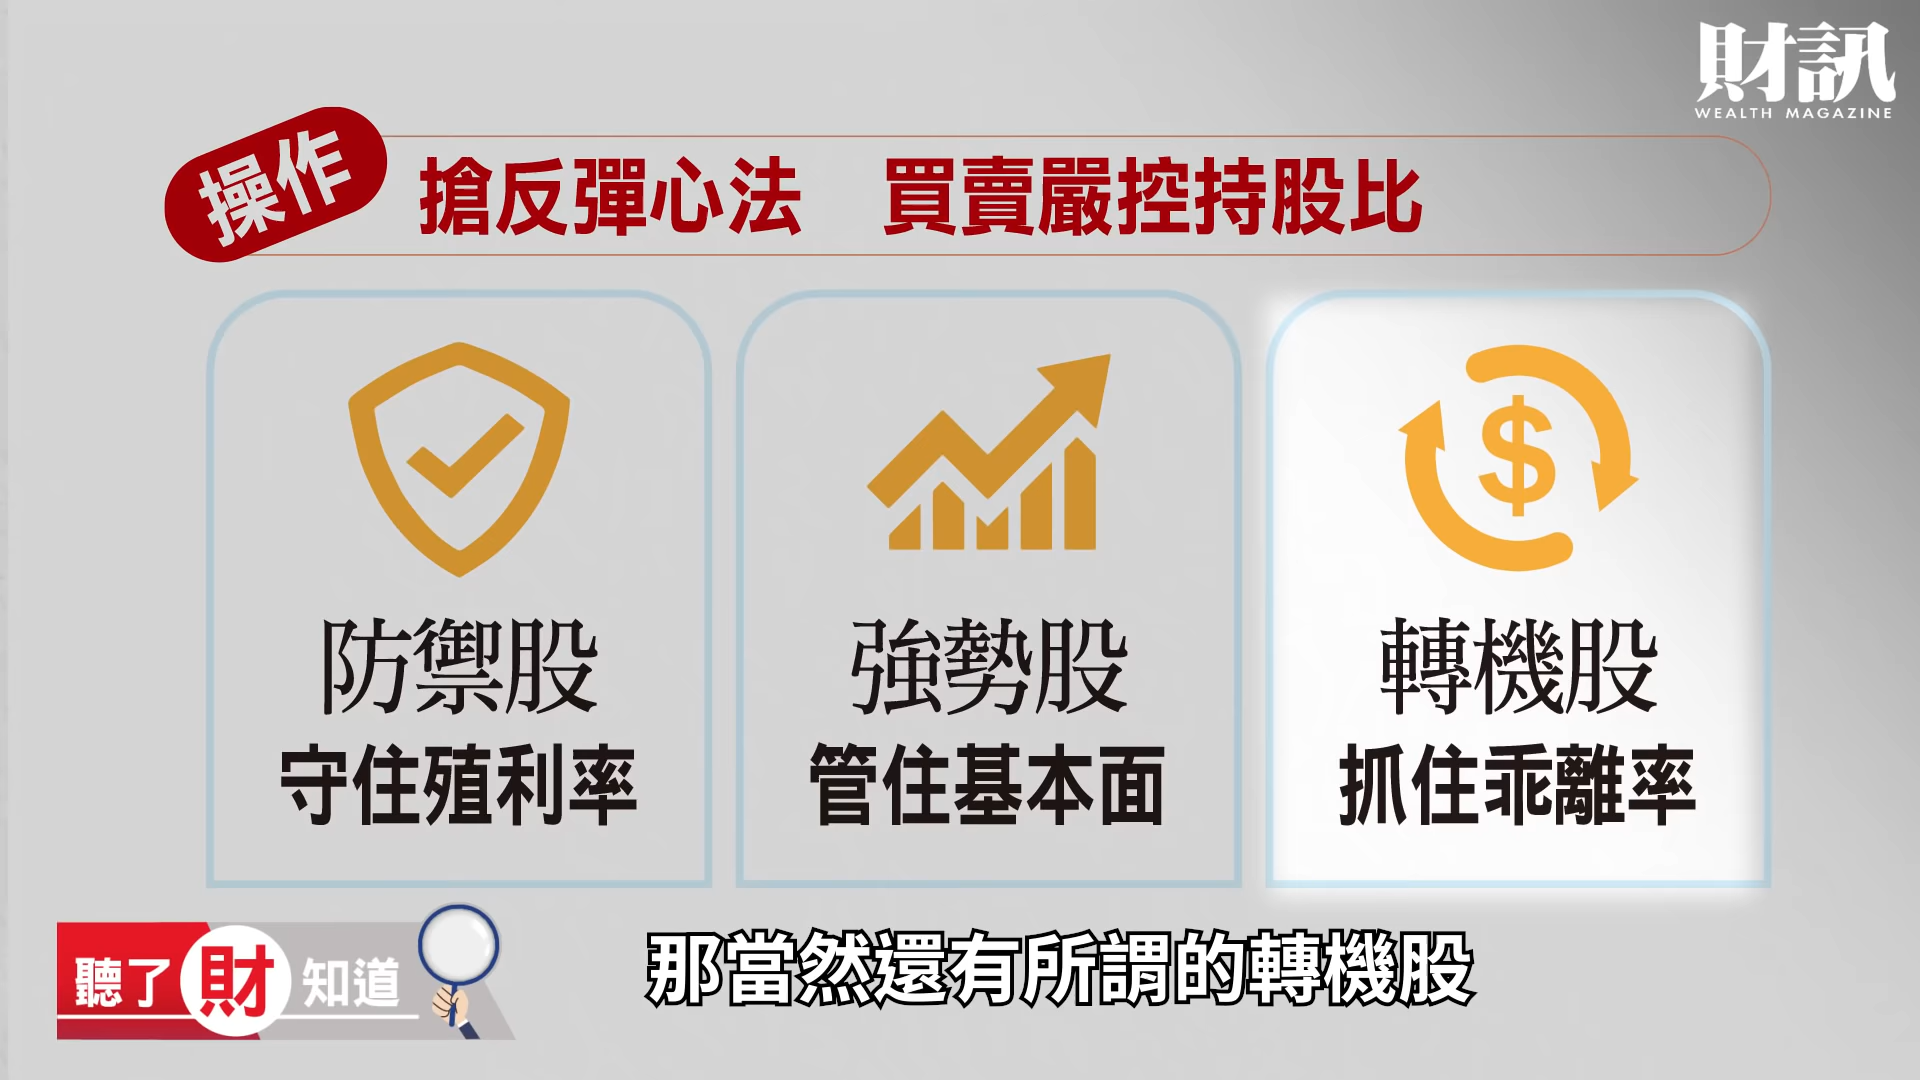 財訊
WEALTH MAGAZINE
操作
搶反彈心法 買賣嚴控持股比
$
防禦股
守住殖利率
強勢股
管住基本面
轉機股
抓住乖離率
聽了財知道
那當然還有所謂的轉機股